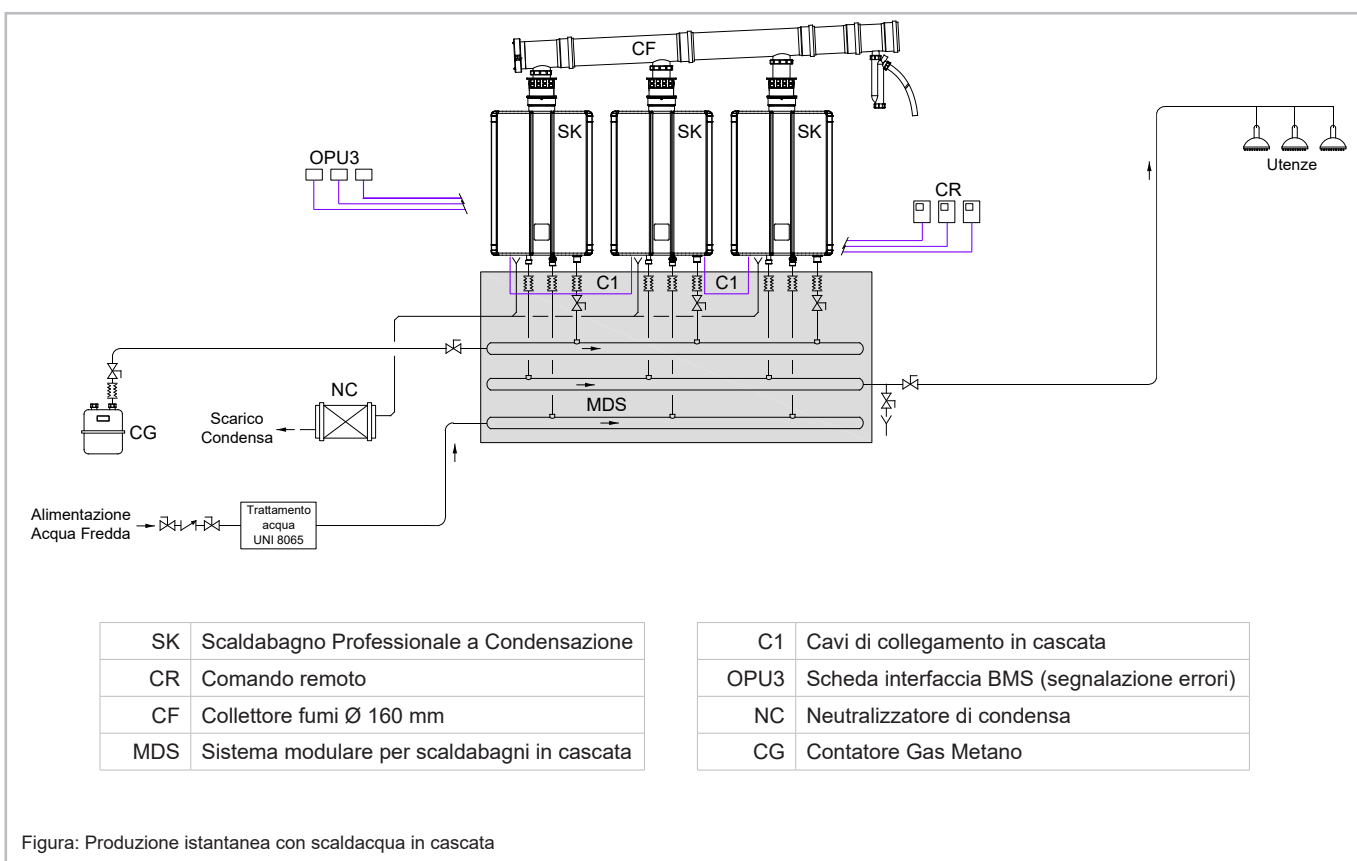 CF
SK
SK
SK
OPU3
CR
Utenze
C1
C1
NC
MDS
CG
Scarico
Condensa
Alimentazione
Acqua Fredda
Trattamento
acqua
UNI 8065
SK Scaldabagno Professionale a Condensazione
CR Comando remoto
CF Collettore fumi Ø 160 mm
MDS Sistema modulare per scaldabagni in cascata
C1 Cavi di collegamento in cascata
OPU3 Scheda interfaccia BMS (segnalazione errori)
NC Neutralizzatore di condensa
CG Contatore Gas Metano
Figura: Produzione istantanea con scaldacqua in cascata